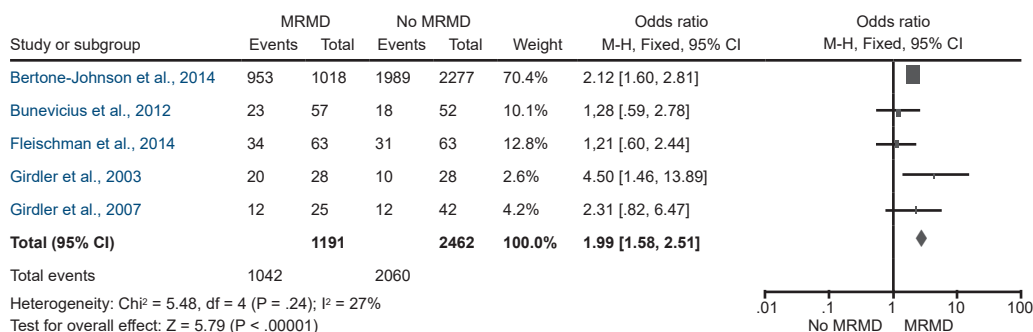 MRMD No MRMD Odds ratio Odds ratio
Study or subgroup Events Total Events Total Weight M-H, Fixed, 95% CI M-H, Fixed, 95% CI
Bertone-Johnson et al., 2014 953 1018 1989 2277 70.4% 2.12 [1.60, 2.81]
Bunevicius et al., 2012 23 57 18 52 10.1% 1,28 [.59, 2.78]
Fleischman et al., 2014 34 63 31 63 12.8% 1,21 [.60, 2.44]
Girdler et al., 2003 20 28 10 28 2.6% 4.50 [1.46, 13.89]
Girdler et al., 2007 12 25 12 42 4.2% 2.31 [.82, 6.47]
Total (95% CI) 1191 2462 100.0% 1.99 [1.58, 2.51]
Total events 1042 2060
Heterogeneity: Chi² = 5.48, df = 4 (P = .24); I² = 27%
.01 .1 1 10 100
Test for overall effect: Z = 5.79 (P < .00001)
No MRMD MRMD